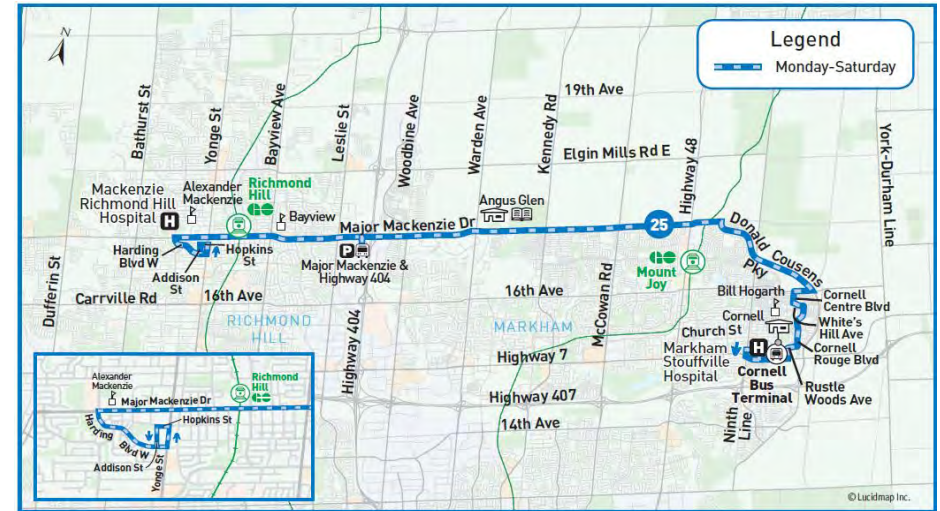 N
Legend
Monday-Saturday
Bathurst St
Yonge St
Bayview Ave
Leslie St
Woodbine Ave
Warden Ave
Kennedy Rd
19th Ave
Elgin Mills Rd E
Highway 48
York-Durham Line
Mackenzie
Richmond Hill
Hospital
H
Alexander
Mackenzie
Richmond
Hill
Bayview
Major Mackenzie Dr
Angus Glen
25
Donald Cousens
Pky
Harding
Blvd W
Hopkins
St
Addison
St
P
Major Mackenzie &
Highway 404
Mount
Joy
Dufferin St
Carrville Rd
16th Ave
RICHMOND
HILL
Highway 404
16th Ave
MARKHAM
McCowan Rd
Bill Hogarth
Cornell
Cornell
Centre Blvd
White's
Hill Ave
Cornell
Rouge Blvd
Church St
Markham
Stouffville
Hospital
H
Cornell
Bus
Terminal
Rustle
Woods Ave
Highway 7
Highway 407
14th Ave
Ninth
Line
Alexander
Mackenzie
Major Mackenzie Dr
Richmond
Hill
Hopkins St
Harding
Blvd W
Addison St
Yonge St
© Lucidmap Inc.